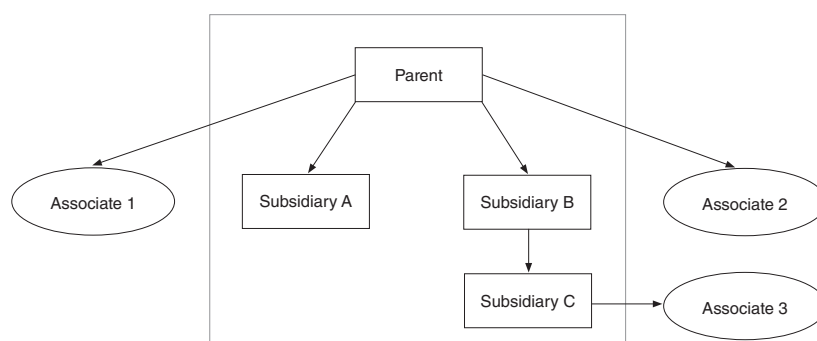 Parent
Associate 1
Subsidiary A
Subsidiary B
Associate 2
Subsidiary C
Associate 3